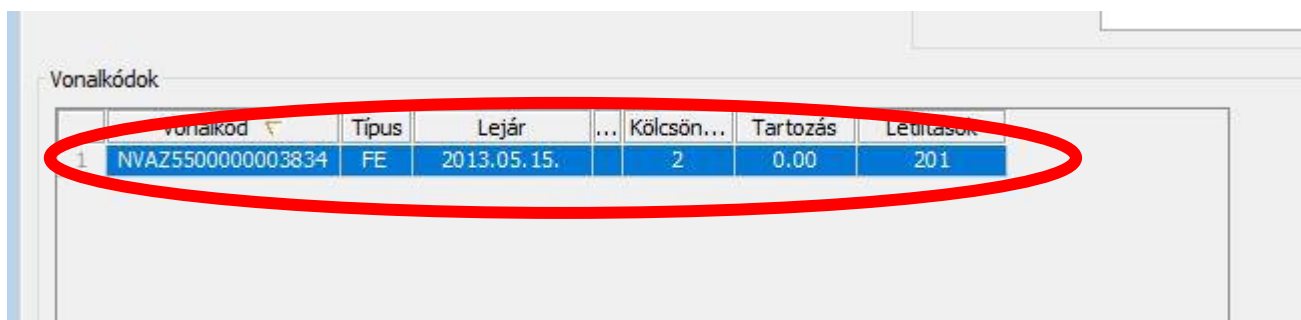 Vonalkódok
Vonalkód Típus Lejár ... Kölcsön... Tartozás Letiltások
1 NVAZ5500000003834 FE 2013.05.15. 2 0.00 201